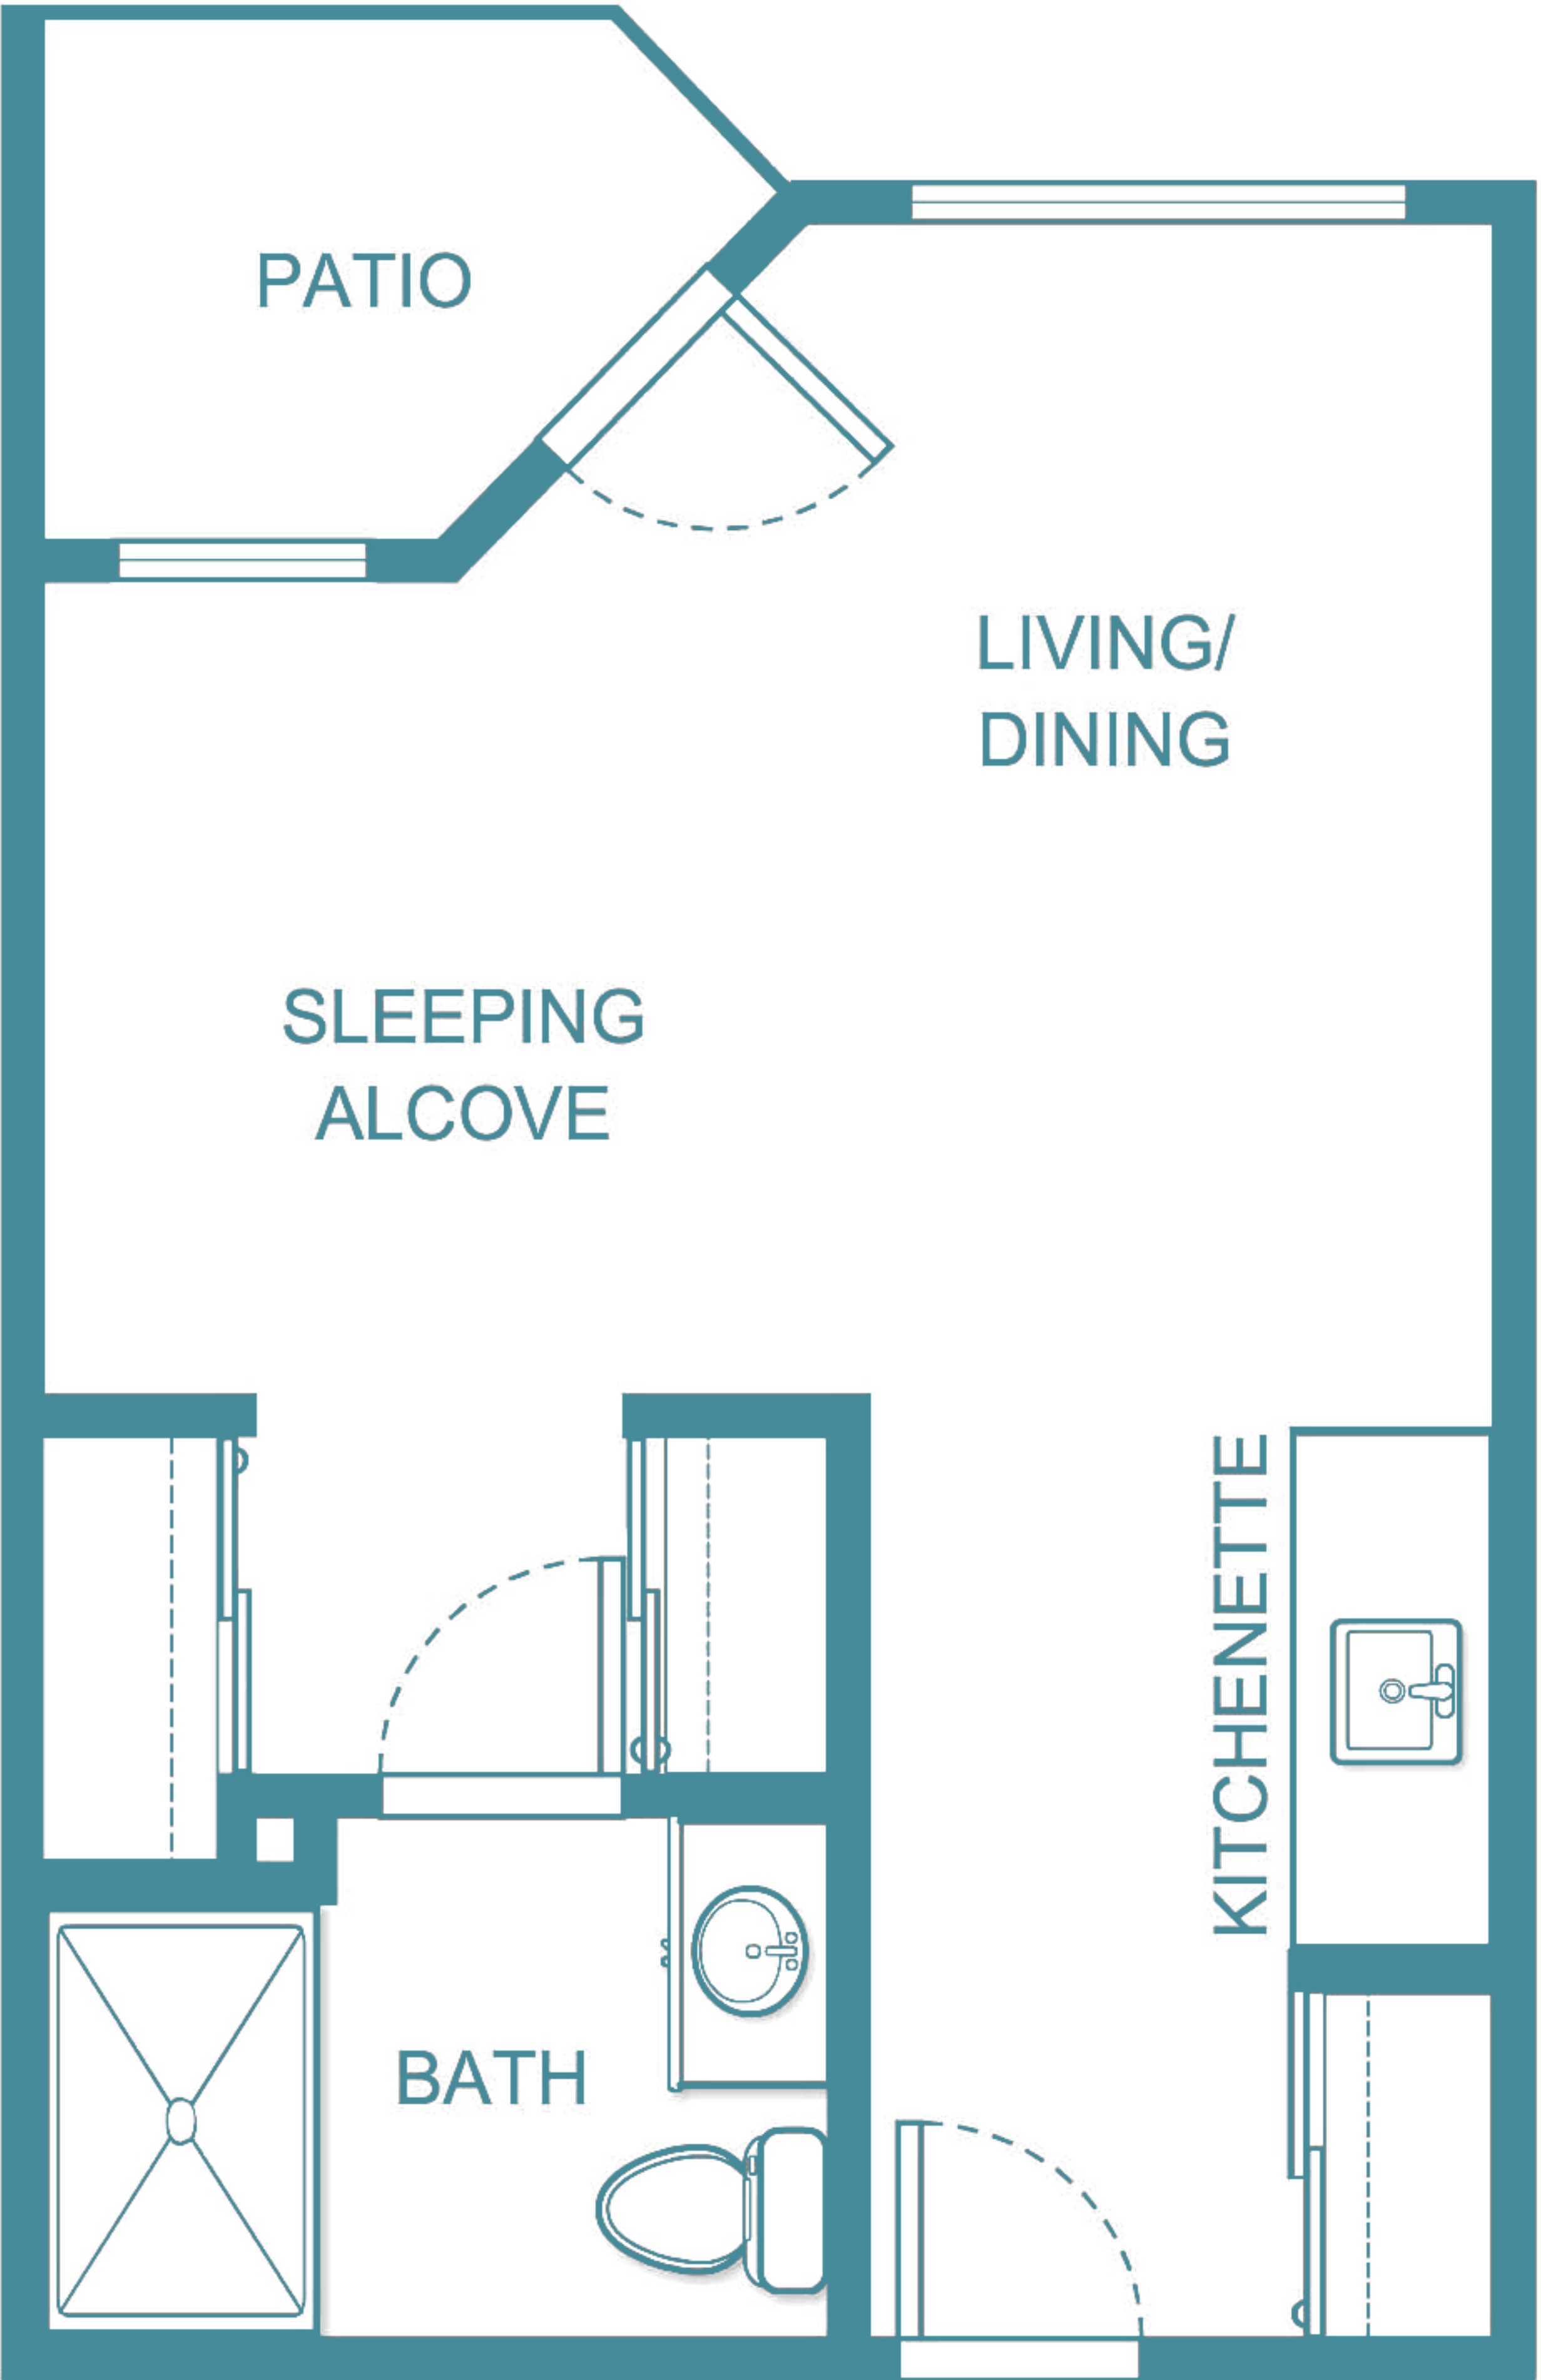 PATIO
LIVING/
DINING
SLEEPING
ALCOVE
KITCHENETTE
BATH